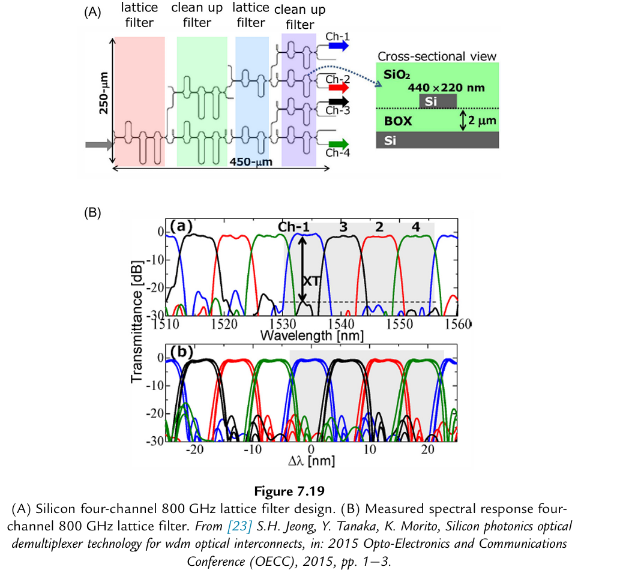 (A)
lattice filter
clean up filter
lattice filter
clean up filter
Ch-1
Ch-2
Ch-3
Ch-4
250-μm
450-μm
Cross-sectional view
SiO₂
440 ×220 nm
Si
BOX
2 μm
Si
(B)
(a)
Ch-1 3 2 4
XT
0
-10
-20
-30
1510 1520 1530 1540 1550 1560
Wavelength [nm]
Transmittance [dB]
(b)
0
-10
-20
-30
-20 -10 0 10 20
Δλ [nm]
Figure 7.19
(A) Silicon four-channel 800 GHz lattice filter design. (B) Measured spectral response four-
channel 800 GHz lattice filter. From [23] S.H. Jeong, Y. Tanaka, K. Morito, Silicon photonics optical
demultiplexer technology for wdm optical interconnects, in: 2015 Opto-Electronics and Communications
Conference (OECC), 2015, pp. 1–3.